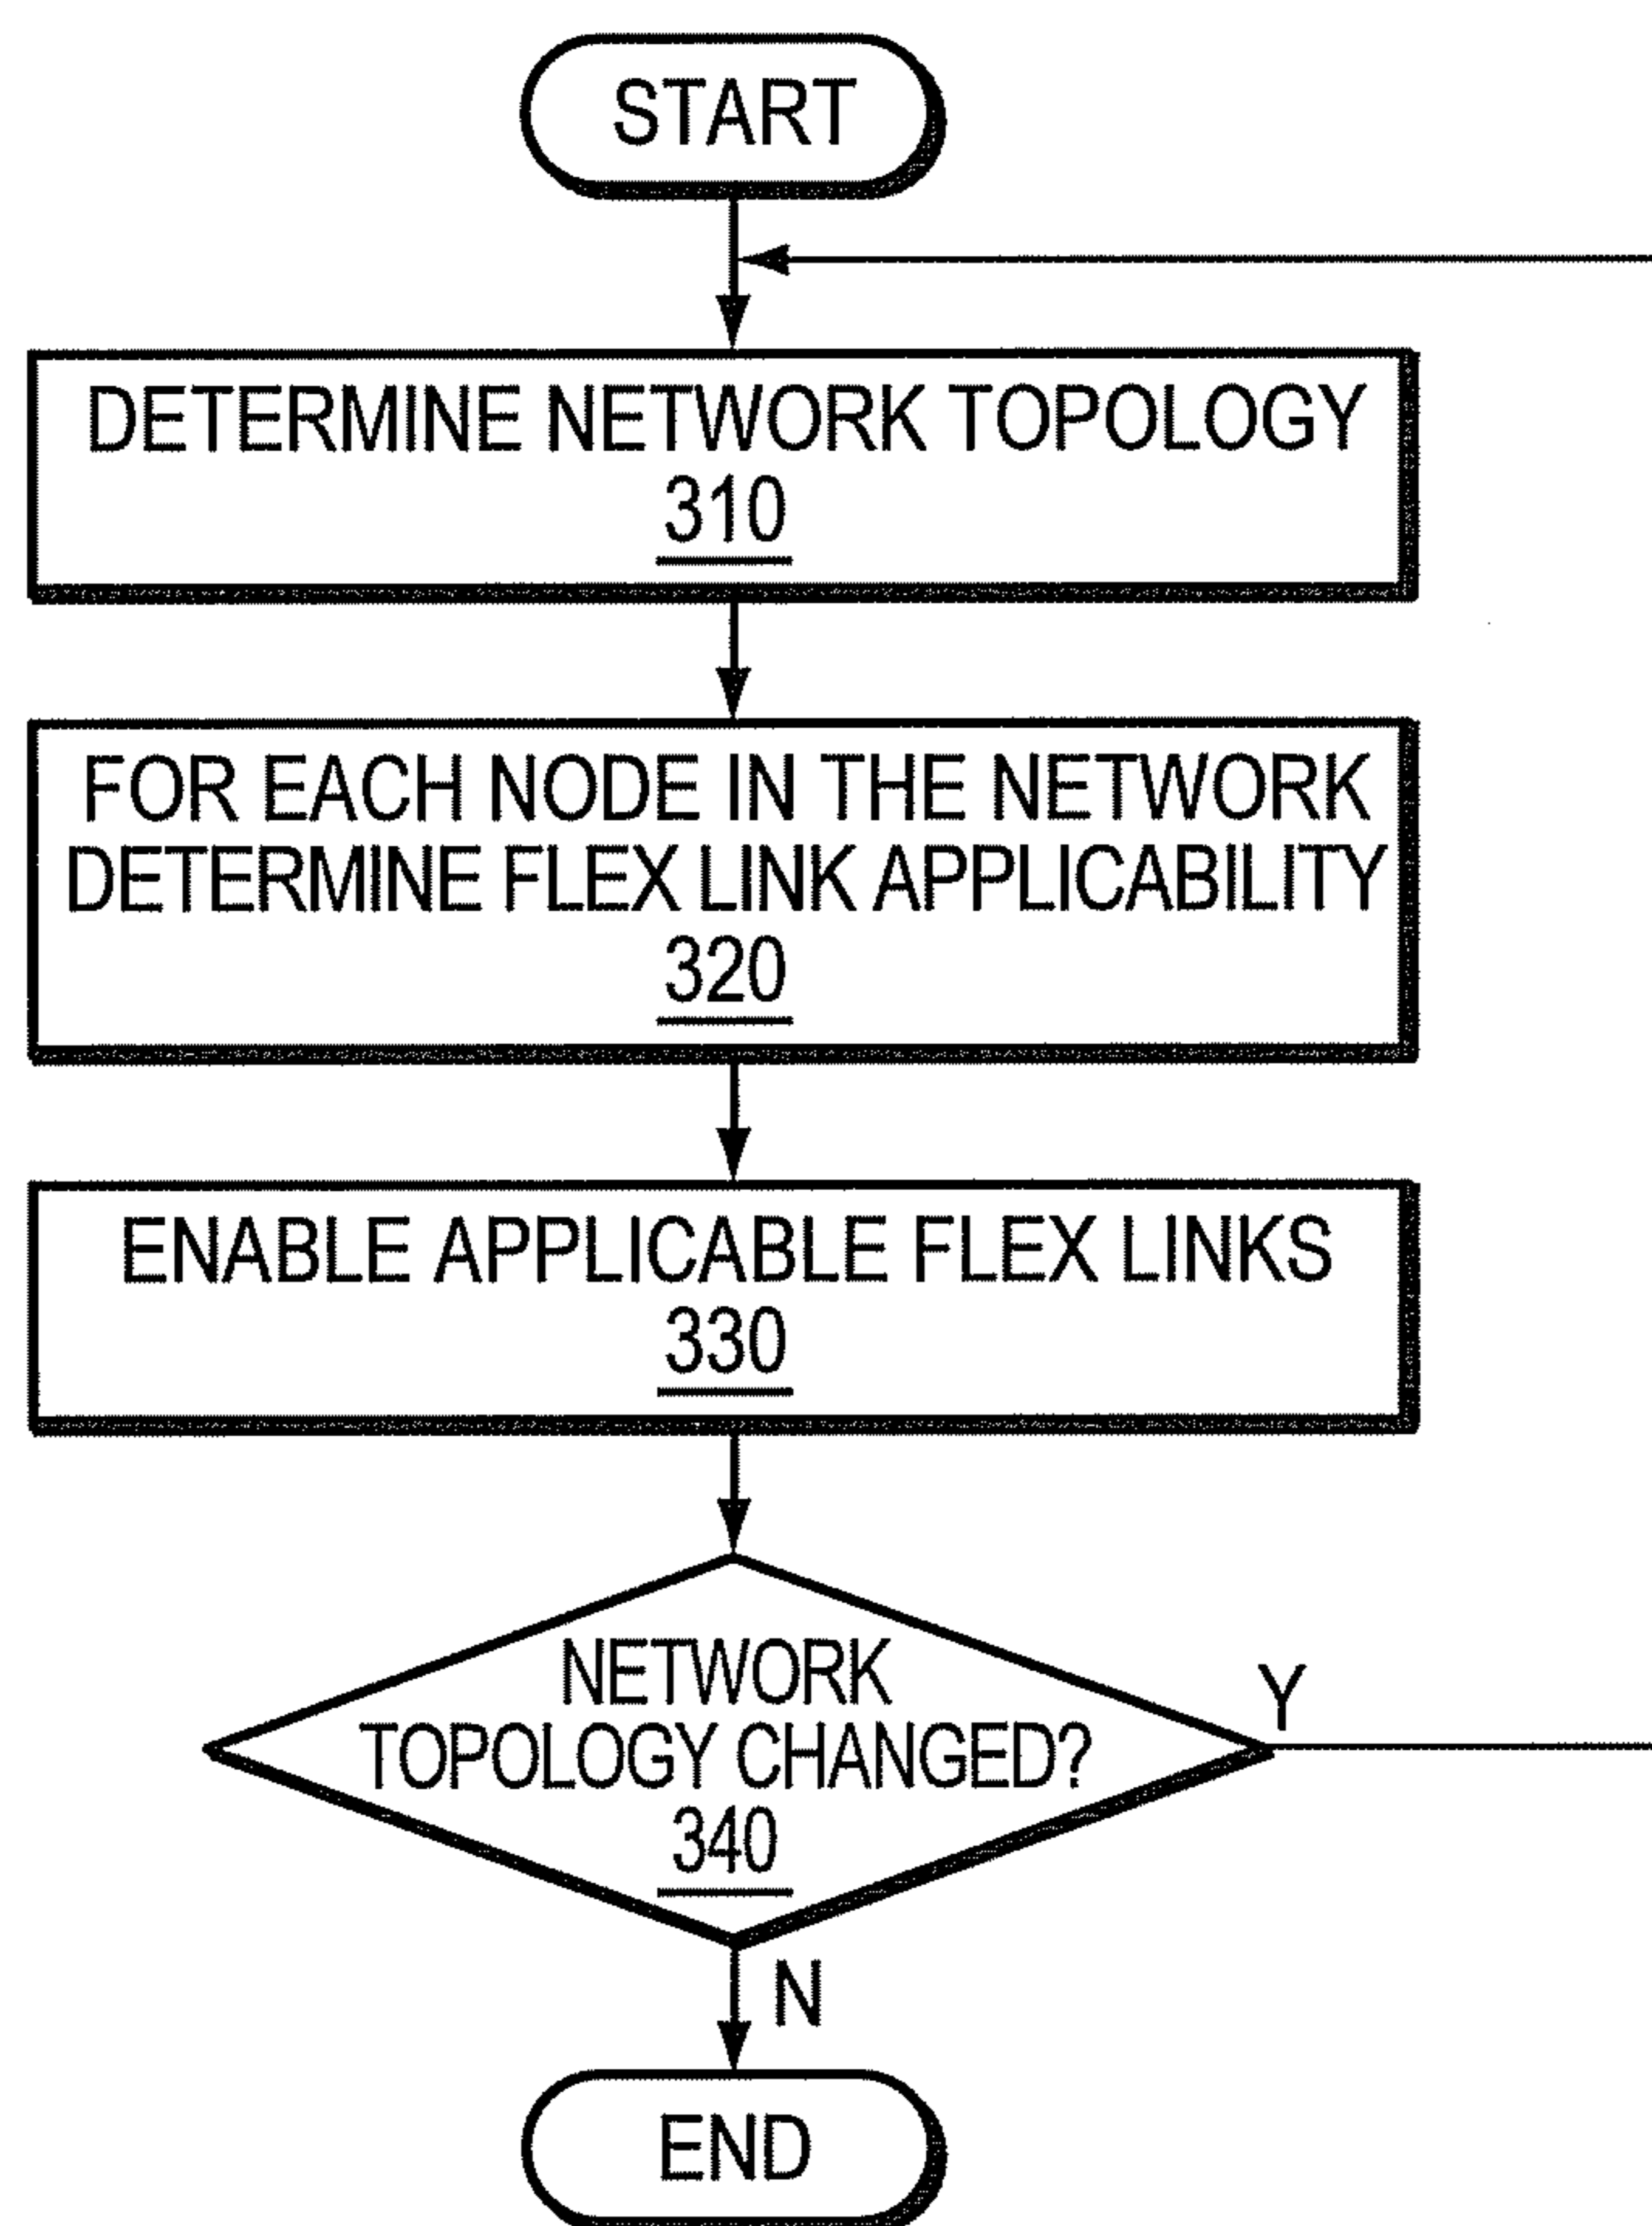 START
DETERMINE NETWORK TOPOLOGY
310
FOR EACH NODE IN THE NETWORK
DETERMINE FLEX LINK APPLICABILITY
320
ENABLE APPLICABLE FLEX LINKS
330
NETWORK
TOPOLOGY CHANGED?
340
Y
N
END